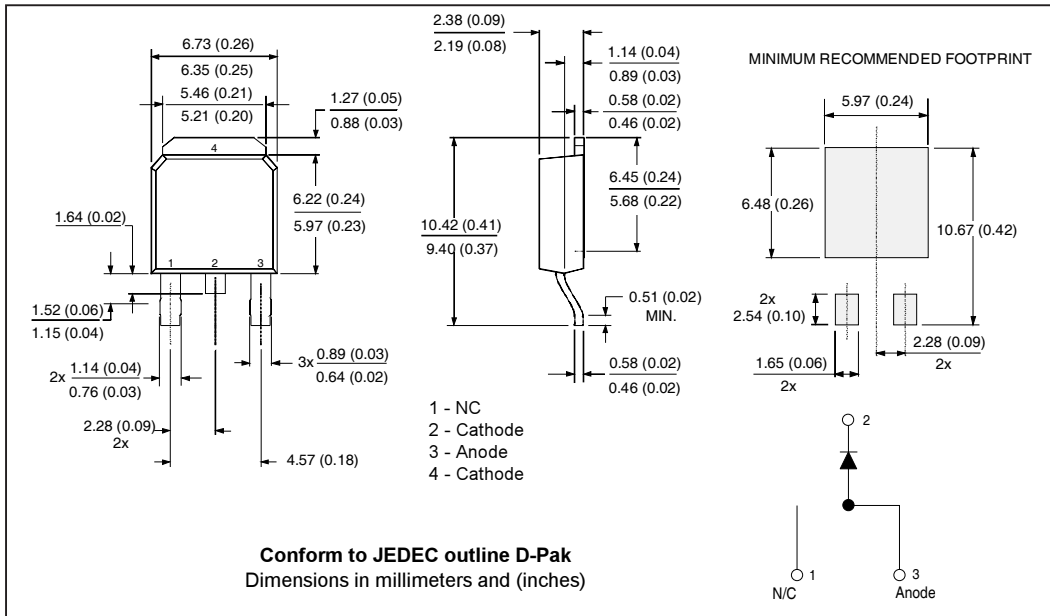 6.73 (0.26)
6.35 (0.25)
5.46 (0.21)
5.21 (0.20)
1.27 (0.05)
0.88 (0.03)
4
6.22 (0.24)
5.97 (0.23)
1.64 (0.02)
1 2 3
1.52 (0.06)
1.15 (0.04)
2x 1.14 (0.04)
0.76 (0.03)
3x 0.89 (0.03)
0.64 (0.02)
2.28 (0.09)
2x
4.57 (0.18)
2.38 (0.09)
2.19 (0.08)
1.14 (0.04)
0.89 (0.03)
0.58 (0.02)
0.46 (0.02)
6.45 (0.24)
5.68 (0.22)
10.42 (0.41)
9.40 (0.37)
0.51 (0.02)
MIN.
0.58 (0.02)
0.46 (0.02)
1 - NC
2 - Cathode
3 - Anode
4 - Cathode
MINIMUM RECOMMENDED FOOTPRINT
5.97 (0.24)
6.48 (0.26)
10.67 (0.42)
2x
2.54 (0.10)
2.28 (0.09)
2x
1.65 (0.06)
2x
2
1
N/C
3
Anode
Conform to JEDEC outline D-Pak
Dimensions in millimeters and (inches)